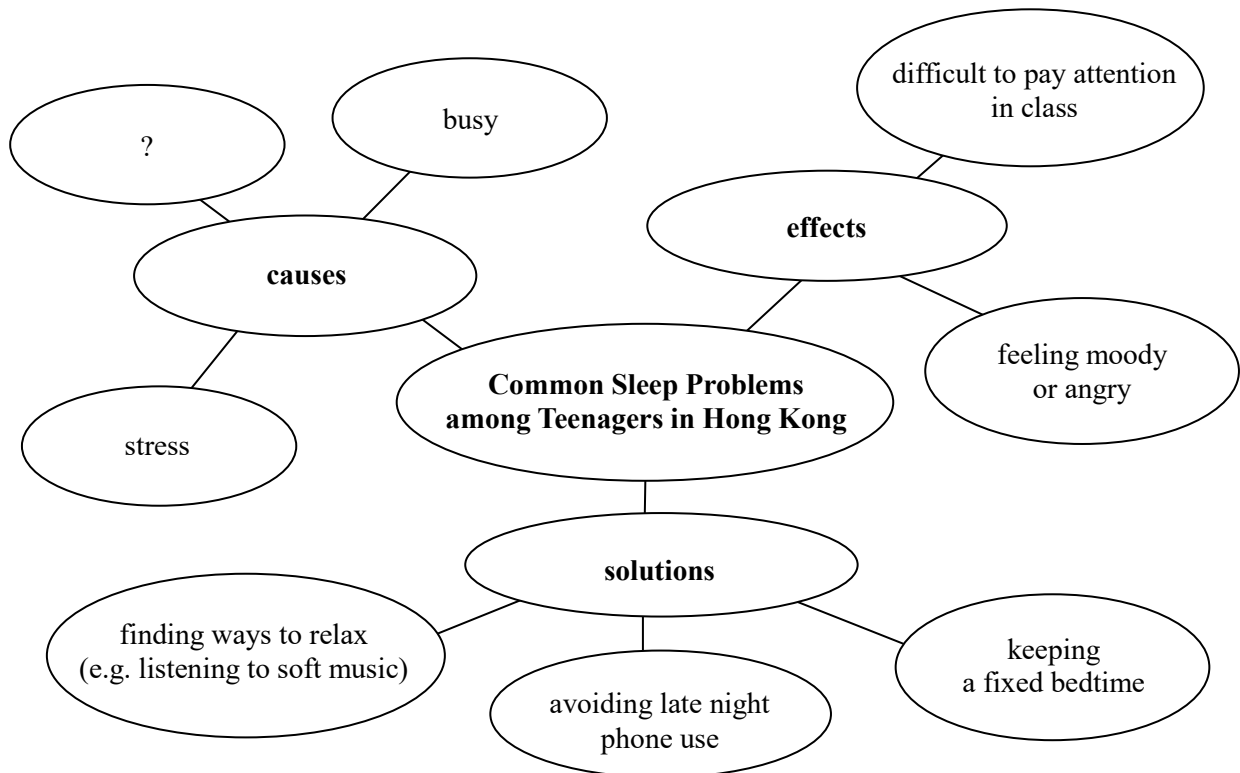 difficult to pay attention
in class
busy
?
effects
causes
feeling moody
or angry
Common Sleep Problems
among Teenagers in Hong Kong
stress
solutions
finding ways to relax
(e.g. listening to soft music)
keeping
a fixed bedtime
avoiding late night
phone use